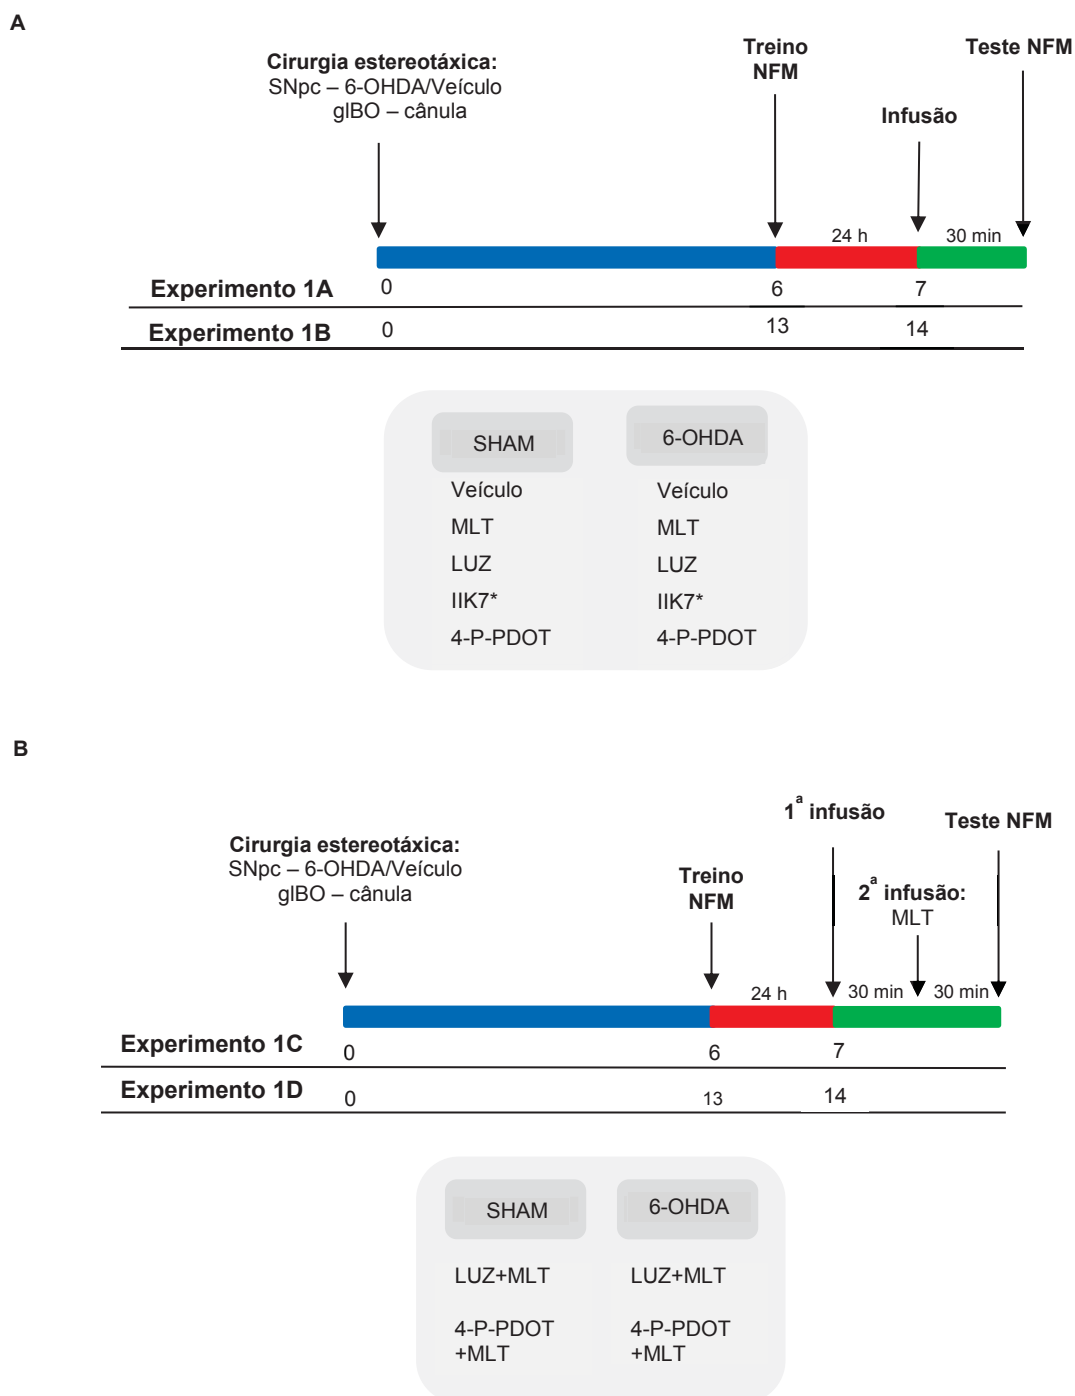 A
Cirurgia estereotáxica:
SNpc – 6-OHDA/Veículo
glBO – cânula
Treino
NFM
Infusão
Teste NFM
24 h
30 min
Experimento 1A
0
6
7
Experimento 1B
0
13
14
SHAM
Veículo
MLT
LUZ
IIK7*
4-P-PDOT
6-OHDA
Veículo
MLT
LUZ
IIK7*
4-P-PDOT
B
Cirurgia estereotáxica:
SNpc – 6-OHDA/Veículo
glBO – cânula
Treino
NFM
1ª infusão
2ª infusão:
MLT
Teste NFM
24 h
30 min
30 min
Experimento 1C
0
6
7
Experimento 1D
0
13
14
SHAM
LUZ+MLT
4-P-PDOT
+MLT
6-OHDA
LUZ+MLT
4-P-PDOT
+MLT